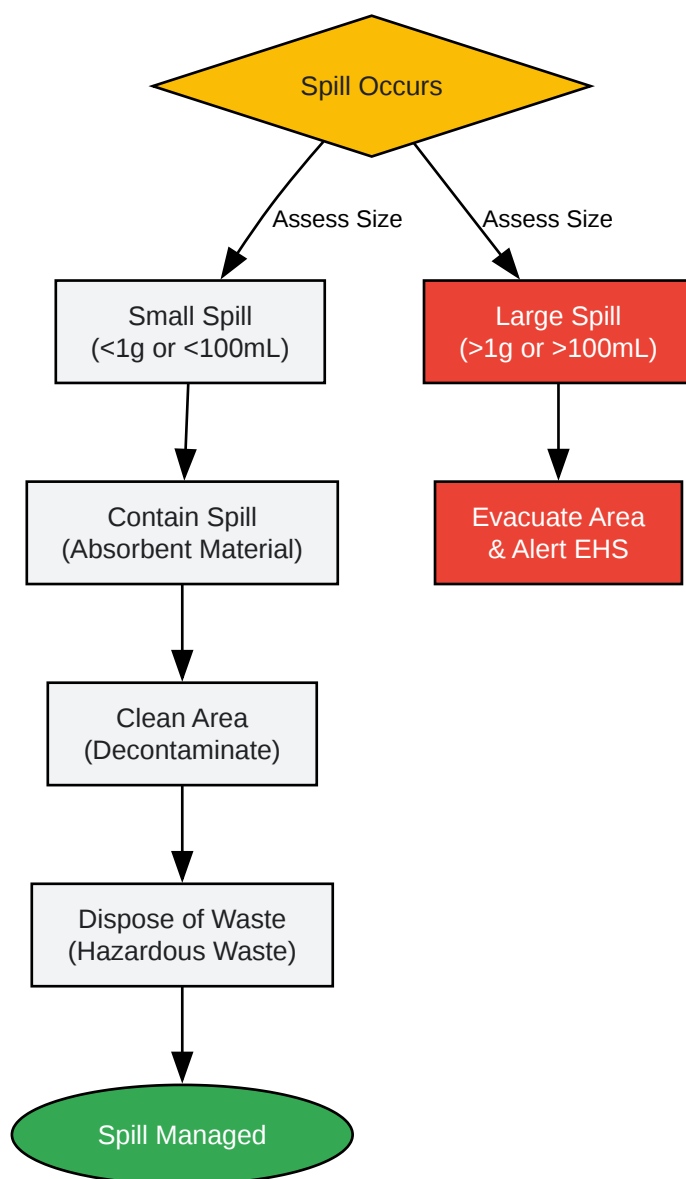 Spill Occurs
Assess Size
Assess Size
Small Spill
(<1g or <100mL)
Large Spill
(>1g or >100mL)
Contain Spill
(Absorbent Material)
Evacuate Area
& Alert EHS
Clean Area
(Decontaminate)
Dispose of Waste
(Hazardous Waste)
Spill Managed